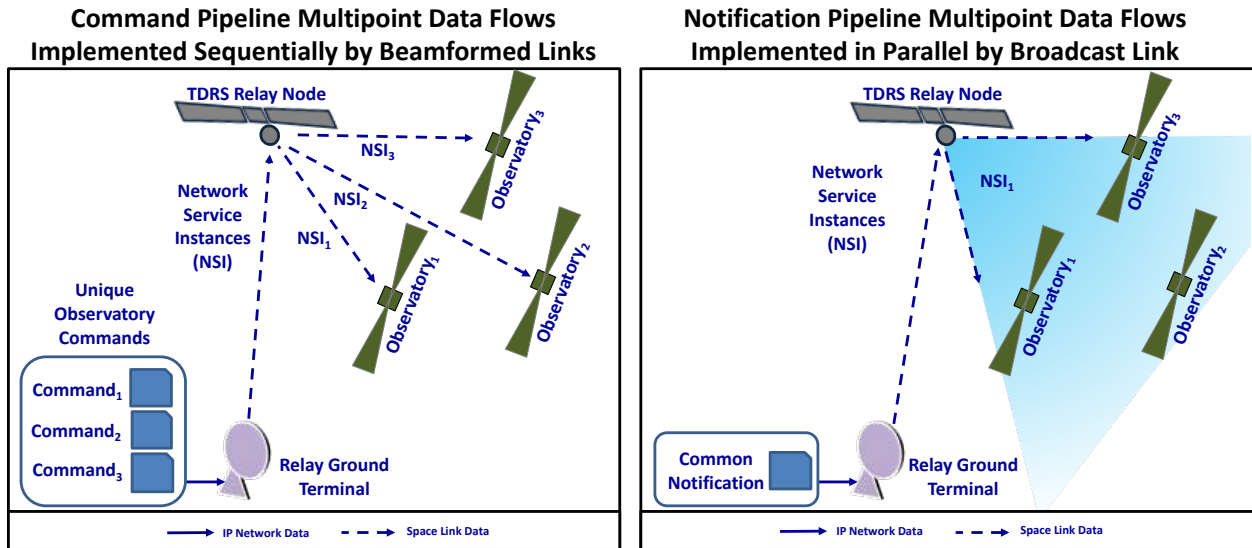 Command Pipeline Multipoint Data Flows
Implemented Sequentially by Beamformed Links
TDRS Relay Node
NSI₃
Observatory₃
Network
Service
Instances
(NSI)
NSI₂
NSI₁
Observatory₁
Observatory₂
Unique
Observatory
Commands
Command₁
Command₂
Command₃
Relay Ground
Terminal
IP Network Data
Space Link Data
Notification Pipeline Multipoint Data Flows
Implemented in Parallel by Broadcast Link
TDRS Relay Node
Observatory₃
Network
Service
Instances
(NSI)
NSI₁
Observatory₁
Observatory₂
Common
Notification
Relay Ground
Terminal
IP Network Data
Space Link Data